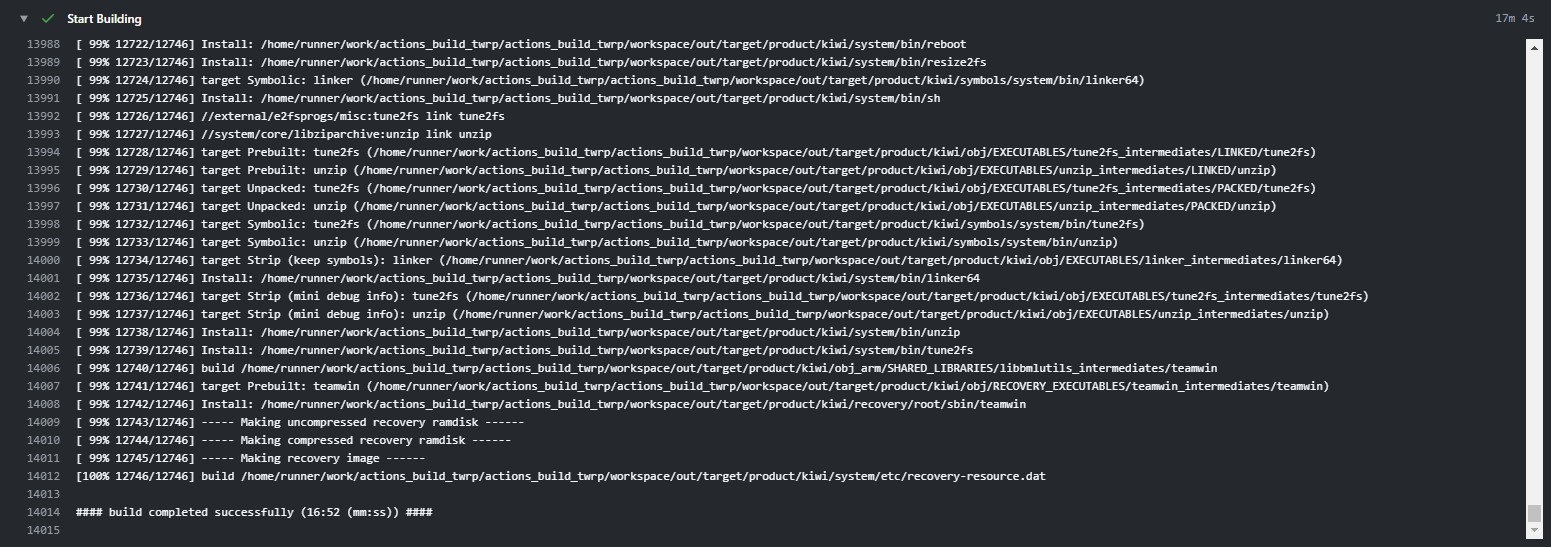 Start Building 17m 4s
13988 [ 99% 12722/12746] Install: /home/runner/work/actions_build_twrp/actions_build_twrp/workspace/out/target/product/kiwi/system/bin/reboot
13989 [ 99% 12723/12746] Install: /home/runner/work/actions_build_twrp/actions_build_twrp/workspace/out/target/product/kiwi/system/bin/resize2fs
13990 [ 99% 12724/12746] target Symbolic: linker (/home/runner/work/actions_build_twrp/actions_build_twrp/workspace/out/target/product/kiwi/symbols/system/bin/linker64)
13991 [ 99% 12725/12746] Install: /home/runner/work/actions_build_twrp/actions_build_twrp/workspace/out/target/product/kiwi/system/bin/sh
13992 [ 99% 12726/12746] //external/e2fsprogs/misc:tune2fs link tune2fs
13993 [ 99% 12727/12746] //system/core/libziparchive:unzip link unzip
13994 [ 99% 12728/12746] target Prebuilt: tune2fs (/home/runner/work/actions_build_twrp/actions_build_twrp/workspace/out/target/product/kiwi/obj/EXECUTABLES/tune2fs_intermediates/LINKED/tune2fs)
13995 [ 99% 12729/12746] target Prebuilt: unzip (/home/runner/work/actions_build_twrp/actions_build_twrp/workspace/out/target/product/kiwi/obj/EXECUTABLES/unzip_intermediates/LINKED/unzip)
13996 [ 99% 12730/12746] target Unpacked: tune2fs (/home/runner/work/actions_build_twrp/actions_build_twrp/workspace/out/target/product/kiwi/obj/EXECUTABLES/tune2fs_intermediates/PACKED/tune2fs)
13997 [ 99% 12731/12746] target Unpacked: unzip (/home/runner/work/actions_build_twrp/actions_build_twrp/workspace/out/target/product/kiwi/obj/EXECUTABLES/unzip_intermediates/PACKED/unzip)
13998 [ 99% 12732/12746] target Symbolic: tune2fs (/home/runner/work/actions_build_twrp/actions_build_twrp/workspace/out/target/product/kiwi/symbols/system/bin/tune2fs)
13999 [ 99% 12733/12746] target Symbolic: unzip (/home/runner/work/actions_build_twrp/actions_build_twrp/workspace/out/target/product/kiwi/symbols/system/bin/unzip)
14000 [ 99% 12734/12746] target Strip (keep symbols): linker (/home/runner/work/actions_build_twrp/actions_build_twrp/workspace/out/target/product/kiwi/obj/EXECUTABLES/linker_intermediates/linker64)
14001 [ 99% 12735/12746] Install: /home/runner/work/actions_build_twrp/actions_build_twrp/workspace/out/target/product/kiwi/system/bin/linker64
14002 [ 99% 12736/12746] target Strip (mini debug info): tune2fs (/home/runner/work/actions_build_twrp/actions_build_twrp/workspace/out/target/product/kiwi/obj/EXECUTABLES/tune2fs_intermediates/tune2fs)
14003 [ 99% 12737/12746] target Strip (mini debug info): unzip (/home/runner/work/actions_build_twrp/actions_build_twrp/workspace/out/target/product/kiwi/obj/EXECUTABLES/unzip_intermediates/unzip)
14004 [ 99% 12738/12746] Install: /home/runner/work/actions_build_twrp/actions_build_twrp/workspace/out/target/product/kiwi/system/bin/unzip
14005 [ 99% 12739/12746] Install: /home/runner/work/actions_build_twrp/actions_build_twrp/workspace/out/target/product/kiwi/system/bin/tune2fs
14006 [ 99% 12740/12746] build /home/runner/work/actions_build_twrp/actions_build_twrp/workspace/out/target/product/kiwi/obj_arm/SHARED_LIBRARIES/libbmlutils_intermediates/teamwin
14007 [ 99% 12741/12746] target Prebuilt: teamwin (/home/runner/work/actions_build_twrp/actions_build_twrp/workspace/out/target/product/kiwi/obj/RECOVERY_EXECUTABLES/teamwin_intermediates/teamwin)
14008 [ 99% 12742/12746] Install: /home/runner/work/actions_build_twrp/actions_build_twrp/workspace/out/target/product/kiwi/recovery/root/sbin/teamwin
14009 [ 99% 12743/12746] ----- Making uncompressed recovery ramdisk ------
14010 [ 99% 12744/12746] ----- Making compressed recovery ramdisk ------
14011 [ 99% 12745/12746] ----- Making recovery image ------
14012 [100% 12746/12746] build /home/runner/work/actions_build_twrp/actions_build_twrp/workspace/out/target/product/kiwi/system/etc/recovery-resource.dat
14013
14014 #### build completed successfully (16:52 (mm:ss)) ####
14015